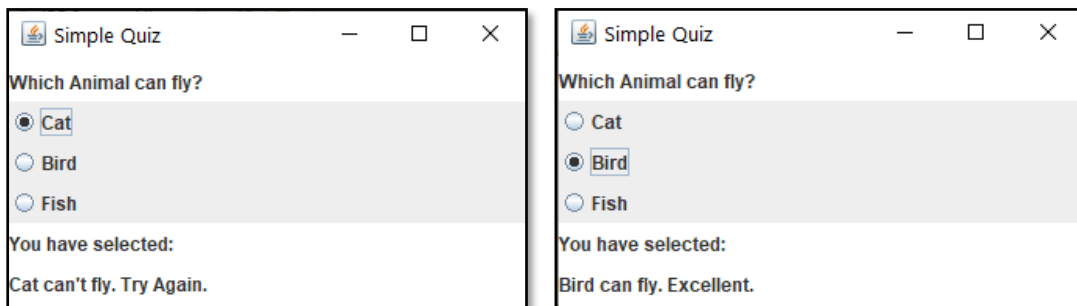 Simple Quiz
Which Animal can fly?
Cat
Bird
Fish
You have selected:
Cat can't fly. Try Again.
Simple Quiz
Which Animal can fly?
Cat
Bird
Fish
You have selected:
Bird can fly. Excellent.